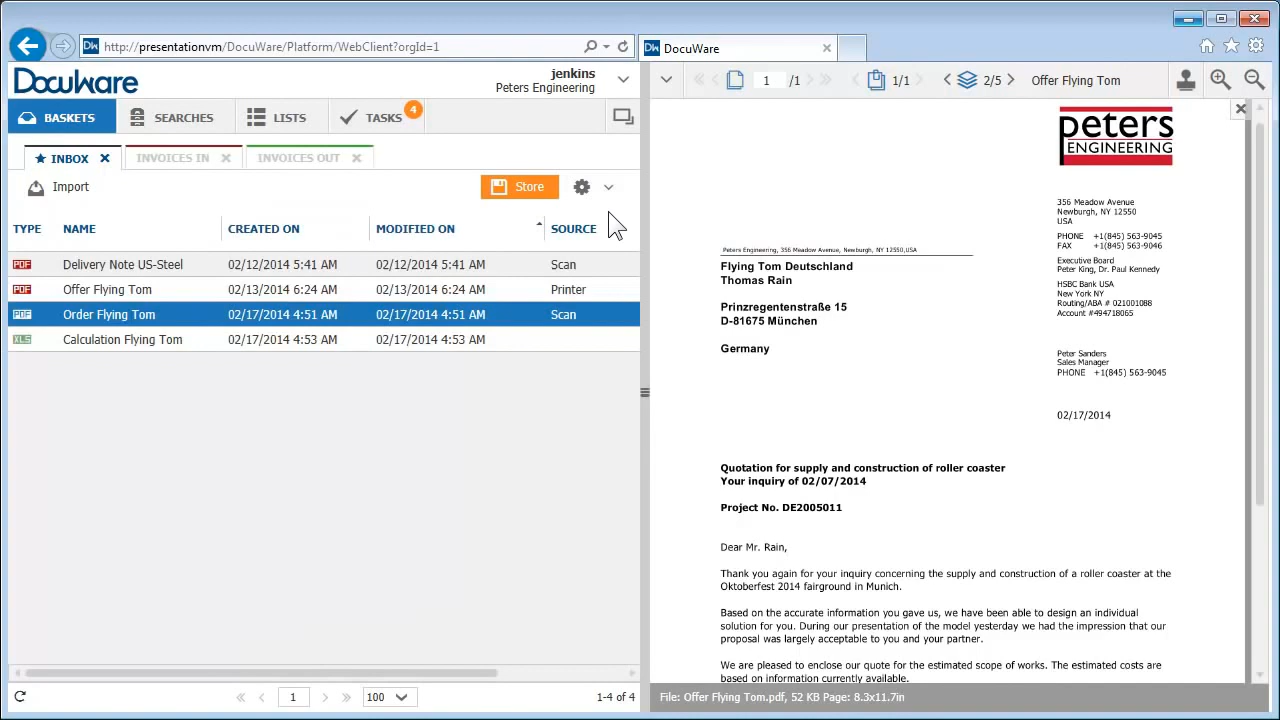 http://presentationvm/DocuWare/Platform/WebClient?orgId=1
DW DocuWare
DocuWare
jenkins
Peters Engineering
BASKETS
SEARCHES
LISTS
TASKS
4
INBOX
INVOICES IN
INVOICES OUT
Import
Store
TYPE NAME CREATED ON MODIFIED ON SOURCE
PDF Delivery Note US-Steel 02/12/2014 5:41 AM 02/12/2014 5:41 AM Scan
PDF Offer Flying Tom 02/13/2014 6:24 AM 02/13/2014 6:24 AM Printer
PDF Order Flying Tom 02/17/2014 4:51 AM 02/17/2014 4:51 AM Scan
XLS Calculation Flying Tom 02/17/2014 4:53 AM 02/17/2014 4:53 AM
1
100
1-4 of 4
1 /1
1/1
2/5
Offer Flying Tom
peters
ENGINEERING
356 Meadow Avenue
Newburgh, NY 12550
USA
PHONE +1(845) 563-9045
FAX +1(845) 563-9046
Executive Board
Peter King, Dr. Paul Kennedy
HSBC Bank USA
New York NY
Routing/ABA # 021001088
Account #494718065
Peter Sanders
Sales Manager
PHONE +1(845) 563-9045
02/17/2014
Peters Engineering, 356 Meadow Avenue, Newburgh, NY 12550,USA
Flying Tom Deutschland
Thomas Rain
Prinzregentenstraße 15
D-81675 München
Germany
Quotation for supply and construction of roller coaster
Your inquiry of 02/07/2014
Project No. DE2005011
Dear Mr. Rain,
Thank you again for your inquiry concerning the supply and construction of a roller coaster at the
Oktoberfest 2014 fairground in Munich.
Based on the accurate information you gave us, we have been able to design an individual
solution for you. During our presentation of the model yesterday we had the impression that our
proposal was largely acceptable to you and your partner.
We are pleased to enclose our quote for the estimated scope of works. The estimated costs are
based on information currently available.
File: Offer Flying Tom.pdf, 52 KB Page: 8.3x11.7in